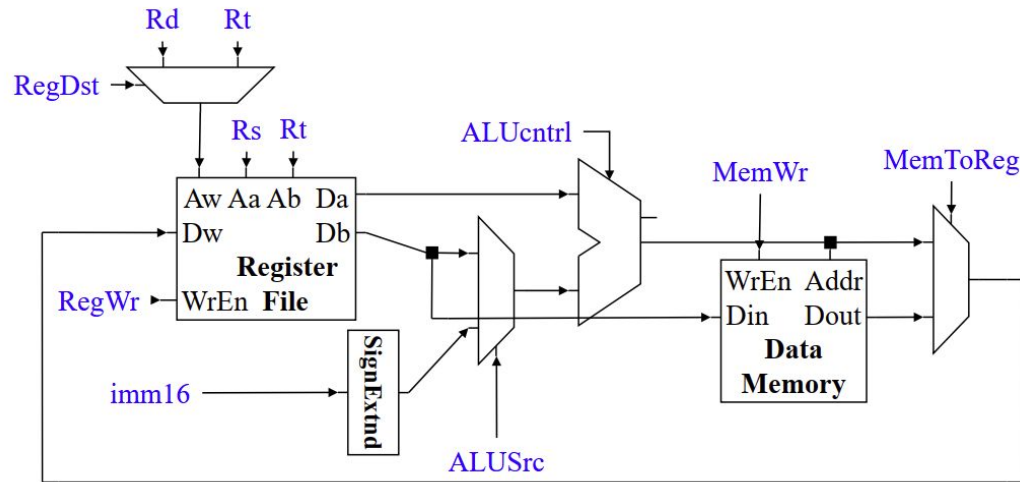 Rd Rt
RegDst
Rs Rt
ALUcntrl
MemWr
MemToReg
Aw Aa Ab Da
Dw Db
Register
RegWr
WrEn File
WrEn Addr
Din Dout
Data
Memory
SignExtnd
imm16
ALUSrc